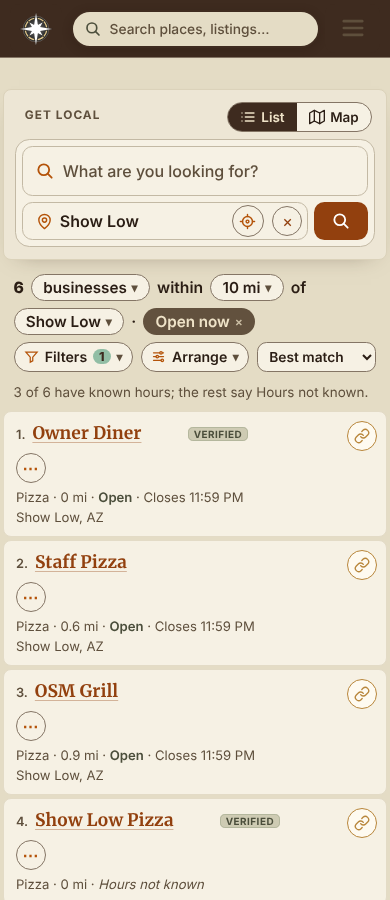 Search places, listings...
GET LOCAL
List
Map
What are you looking for?
Show Low
×
6 businesses ▾ within 10 mi ▾ of
Show Low ▾ · Open now ×
Filters 1 ▾ Arrange ▾ Best match
3 of 6 have known hours; the rest say Hours not known.
1. Owner Diner VERIFIED
...
Pizza · 0 mi · Open · Closes 11:59 PM
Show Low, AZ
2. Staff Pizza
...
Pizza · 0.6 mi · Open · Closes 11:59 PM
Show Low, AZ
3. OSM Grill
...
Pizza · 0.9 mi · Open · Closes 11:59 PM
Show Low, AZ
4. Show Low Pizza VERIFIED
...
Pizza · 0 mi · Hours not known